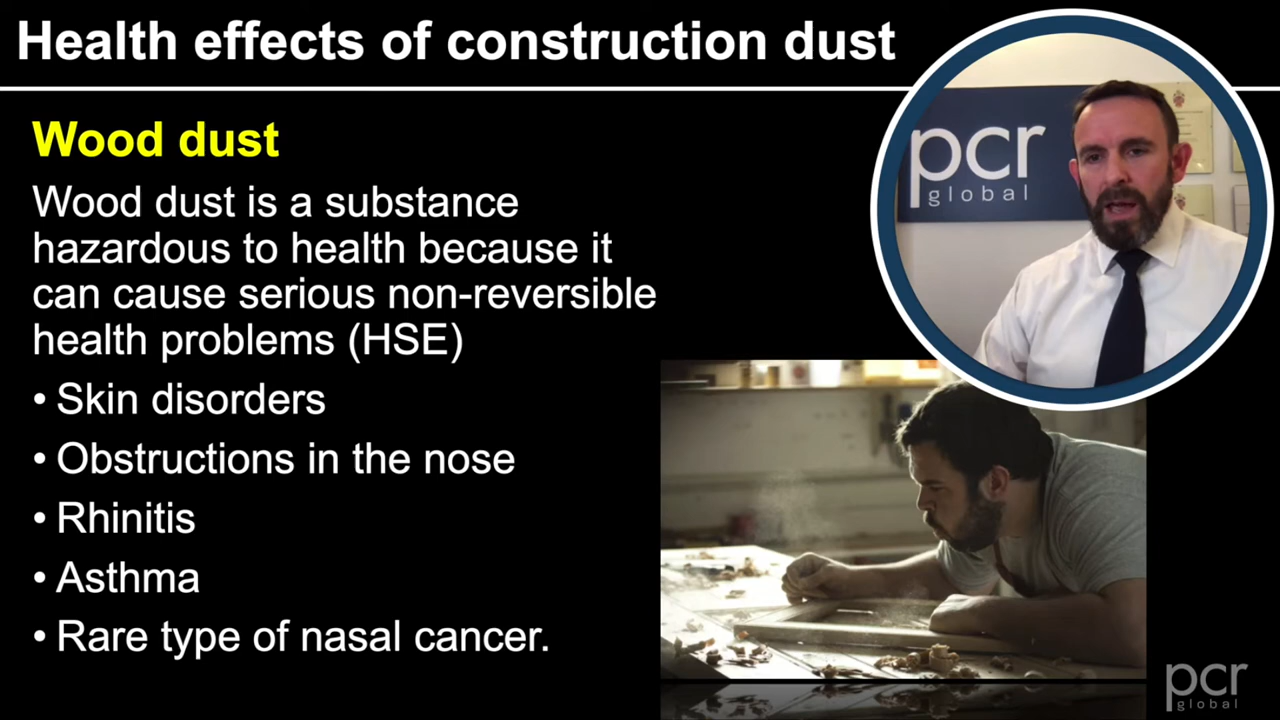 Health effects of construction dust
pcr
global
Wood dust
Wood dust is a substance
hazardous to health because it
can cause serious non-reversible
health problems (HSE)
• Skin disorders
• Obstructions in the nose
• Rhinitis
• Asthma
• Rare type of nasal cancer.
pcr
global